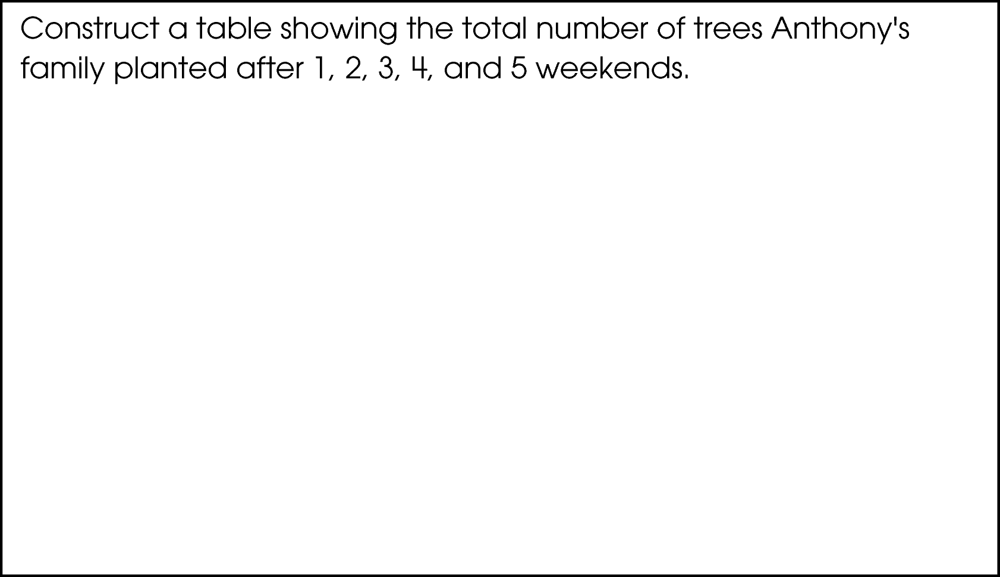 Construct a table showing the total number of trees Anthony's
family planted after 1, 2, 3, 4, and 5 weekends.